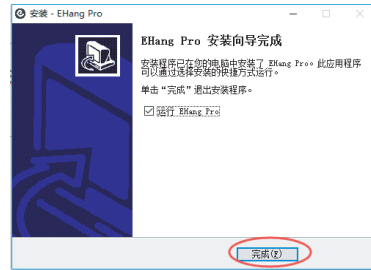 安装 - EHang Pro
EHang Pro 安装向导完成
安装程序已在您的电脑中安装了 EHang Pro。此应用程序
可以通过选择安装的快捷方式运行。
单击“完成”退出安装程序。
运行 EHang Pro
完成(F)